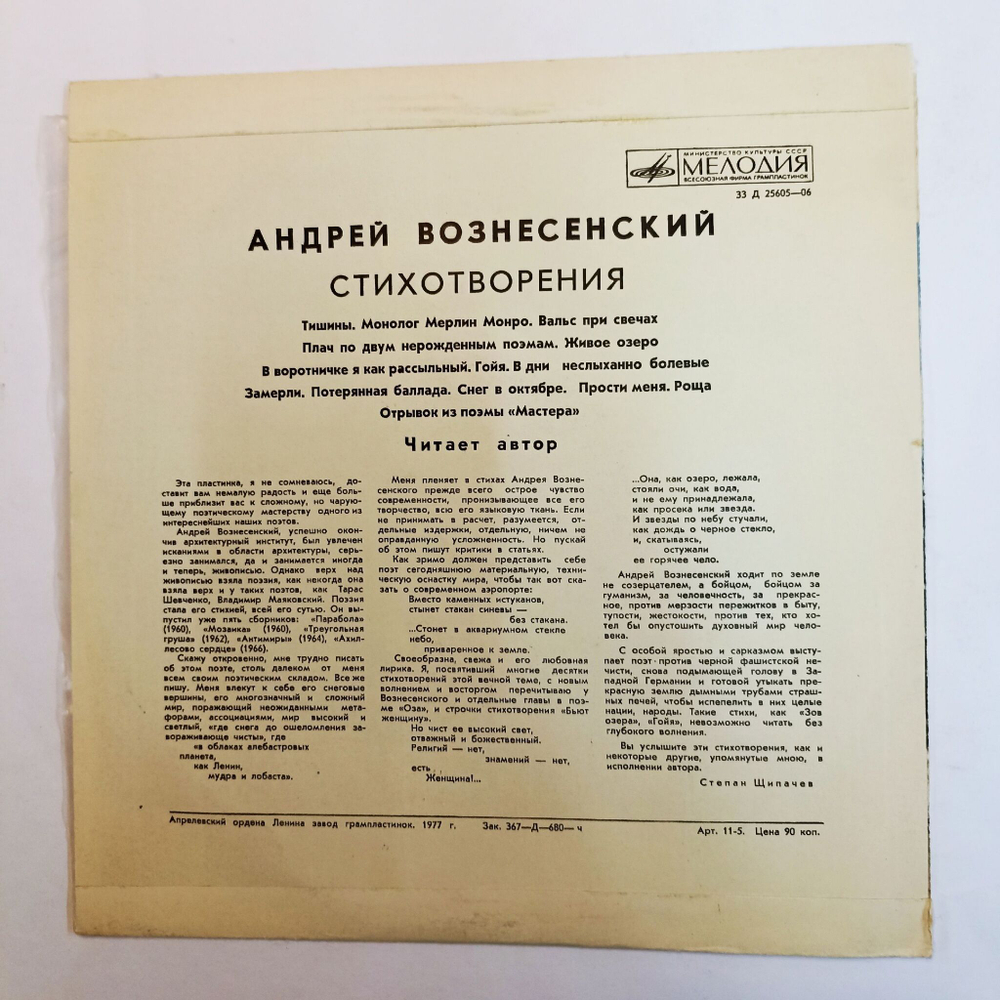 МИНИСТЕРСТВО КУЛЬТУРЫ СССР
МЕЛОДИЯ
ВСЕСОЮЗНАЯ ФИРМА ГРАМПЛАСТИНОК
33 Д 25605—06
АНДРЕЙ ВОЗНЕСЕНСКИЙ
СТИХОТВОРЕНИЯ
Тишины. Монолог Мерлин Монро. Вальс при свечах
Плач по двум нерожденным поэмам. Живое озеро
В воротничке я как рассыльный. Гойя. В дни неслыханно болевые
Замерли. Потерянная баллада. Снег в октябре. Прости меня. Роща
Отрывок из поэмы «Мастера»
Читает автор
Эта пластинка, я не сомневаюсь, до-
ставит вам немалую радость и еще боль-
ше приблизит вас к сложному, но чарую-
щему поэтическому мастерству одного из
интереснейших наших поэтов.
Андрей Вознесенский, успешно окон-
чив архитектурный институт, был увлечен
исканиями в области архитектуры, серь-
езно занимался, да и занимается иногда
и теперь, живописью. Однако верх над
живописью взяла поэзия, как некогда она
взяла верх и у таких поэтов, как Тарас
Шевченко, Владимир Маяковский. Поэзия
стала его стихией, всей его сутью. Он вы-
пустил уже пять сборников: «Парабола»
(1960), «Мозаика» (1960), «Треугольная
груша» (1962), «Антимиры» (1964), «Ахил-
лесово сердце» (1966).
Скажу откровенно, мне трудно писать
об этом поэте, столь далеком от меня
всем своим поэтическим складом. Все же
пишу. Меня влекут к себе его снеговые
вершины, его многозначный и сложный
мир, поражающий неожиданными мета-
форами, ассоциациями, мир высокий и
светлый, «где снега до ошеломления за-
вораживающе чисты», где
«в облаках алебастровых
планета,
как Ленин,
мудра и лобаста».
Меня пленяет в стихах Андрея Возне-
сенского прежде всего острое чувство
современности, пронизывающее все его
творчество, всю его языковую ткань. Если
не принимать в расчет, разумеется, от-
дельные издержки, отдельную, ничем не
оправданную усложненность. Но пускай
об этом пишут критики в статьях.
Как зримо должен представить себе
поэт сегодняшнюю материальную, техни-
ческую оснастку мира, чтобы так вот ска-
зать о современном аэропорте:
Вместо каменных истуканов,
стынет стакан синевы —
без стакана.
...Стонет в аквариумном стекле
небо,
приваренное к земле.
Своеобразна, свежа и его любовная
лирика. Я, посвятивший многие десятки
стихотворений этой вечной теме, с новым
волнением и восторгом перечитываю у
Вознесенского и отдельные главы в поэ-
ме «Оза», и строчки стихотворения «Бьют
женщину».
Но чист ее высокий свет,
отважный и божественный.
Религий — нет,
знамений — нет,
есть
Женщина!...
...Она, как озеро, лежала,
стояли очи, как вода,
и не ему принадлежала,
как просека или звезда.
И звезды по небу стучали,
как дождь о черное стекло,
и, скатываясь,
остужали
ее горячее чело.
Андрей Вознесенский ходит по земле
не созерцателем, а бойцом, бойцом за
гуманизм, за человечность, за прекрас-
ное, против мерзости пережитков в быту,
тупости, жестокости, против тех, кто хо-
тел бы опустошить духовный мир чело-
века.
С особой яростью и сарказмом высту-
пает поэт против черной фашистской не-
чисти, снова подымающей голову в За-
падной Германии и готовой утыкать пре-
красную землю дымными трубами страш-
ных печей, чтобы испепелить в них целые
нации, народы. Такие стихи, как «Зов
озера», «Гойя», невозможно читать без
глубокого волнения.
Вы услышите эти стихотворения, как и
некоторые другие, упомянутые мною, в
исполнении автора.
Степан Щипачев
Апрелевский ордена Ленина завод грампластинок. 1977 г. Зак. 367—Д—680— ч
Арт. 11-5. Цена 90 коп.